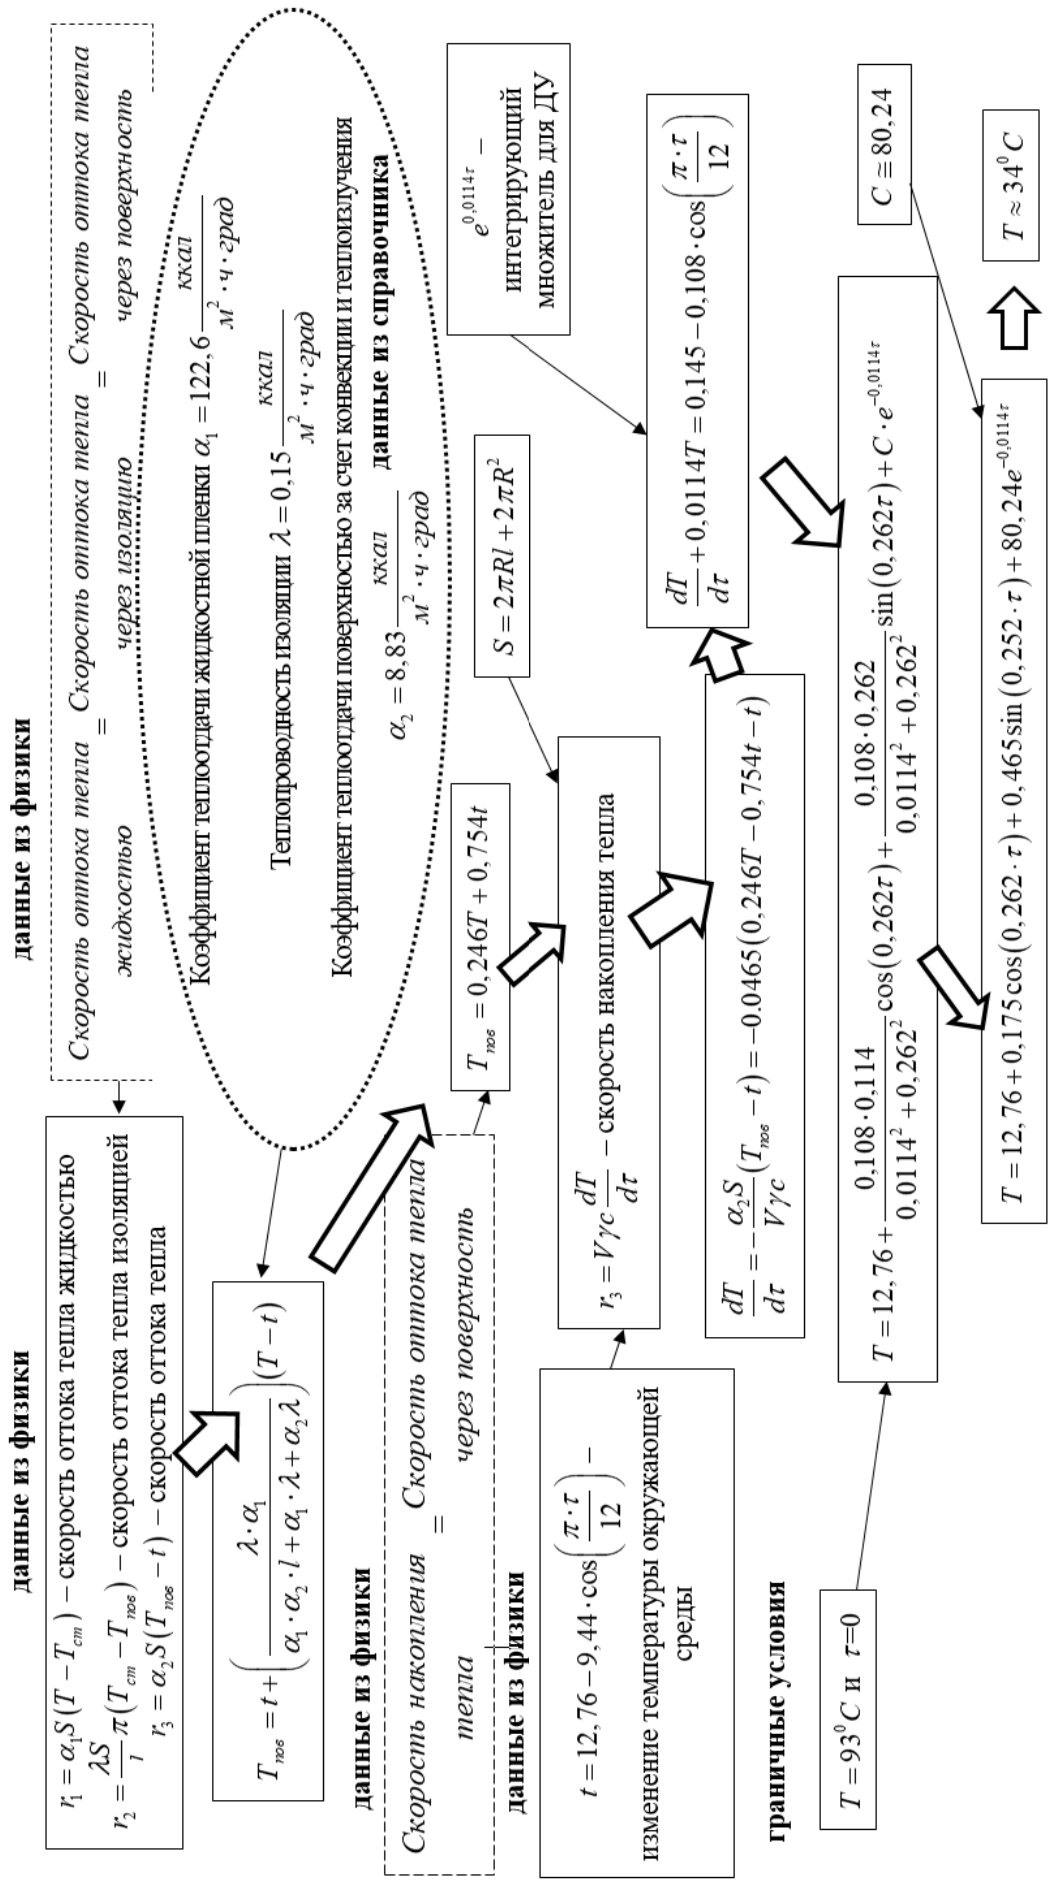 данные из физики
r₁ = α₁S(T − T_ст) − скорость оттока тепла жидкостью
r₂ = λS/l π(T_ст − T_пов) − скорость оттока тепла изоляцией
r₃ = α₂S(T_пов − t) − скорость оттока тепла
данные из физики
Скорость оттока тепла = Скорость оттока тепла = Скорость оттока тепла
жидкостью через изоляцию через поверхность
Коэффициент теплоотдачи жидкостной пленки α₁ = 122,6 ккал/м² · ч · град
Теплопроводность изоляции λ = 0,15 ккал/м² · ч · град
Коэффициент теплоотдачи поверхностью за счет конвекции и теплоизлучения
α₂ = 8,83 ккал/м² · ч · град данные из справочника
T_пов = t + (λ · α₁/(α₁ · α₂ · l + α₁ · λ + α₂λ))(T − t)
данные из физики
Скорость накопления = Скорость оттока тепла
тепла через поверхность
T_пов = 0,246T + 0,754t
S = 2πRl + 2πR²
e^{0,0114τ} −
интегрирующий
множитель для ДУ
данные из физики
t = 12,76 − 9,44 · cos(π · τ/12) −
изменение температуры окружающей
среды
r₃ = Vγc dT/dτ − скорость накопления тепла
dT/dτ = −α₂S/Vγc (T_пов − t) = −0.0465(0,246T − 0,754t − t)
dT/dτ + 0,0114T = 0,145 − 0,108 · cos(π · τ/12)
граничные условия
T = 93⁰C и τ=0
T = 12,76 + 0,108 · 0,114/(0,0114² + 0,262²) cos(0,262τ) + 0,108 · 0,262/(0,0114² + 0,262²) sin(0,262τ) + C · e^{−0,0114τ}
C ≅ 80,24
T = 12,76 + 0,175cos(0,262 · τ) + 0,465sin(0,252 · τ) + 80,24e^{−0,0114τ}
T ≈ 34⁰C